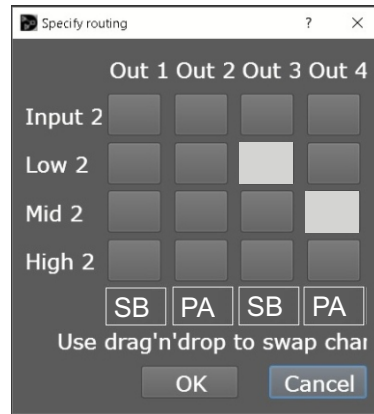 Specify routing ? ×
Out 1 Out 2 Out 3 Out 4
Input 2
Low 2
Mid 2
High 2
SB PA SB PA
Use drag'n'drop to swap char
OK Cancel